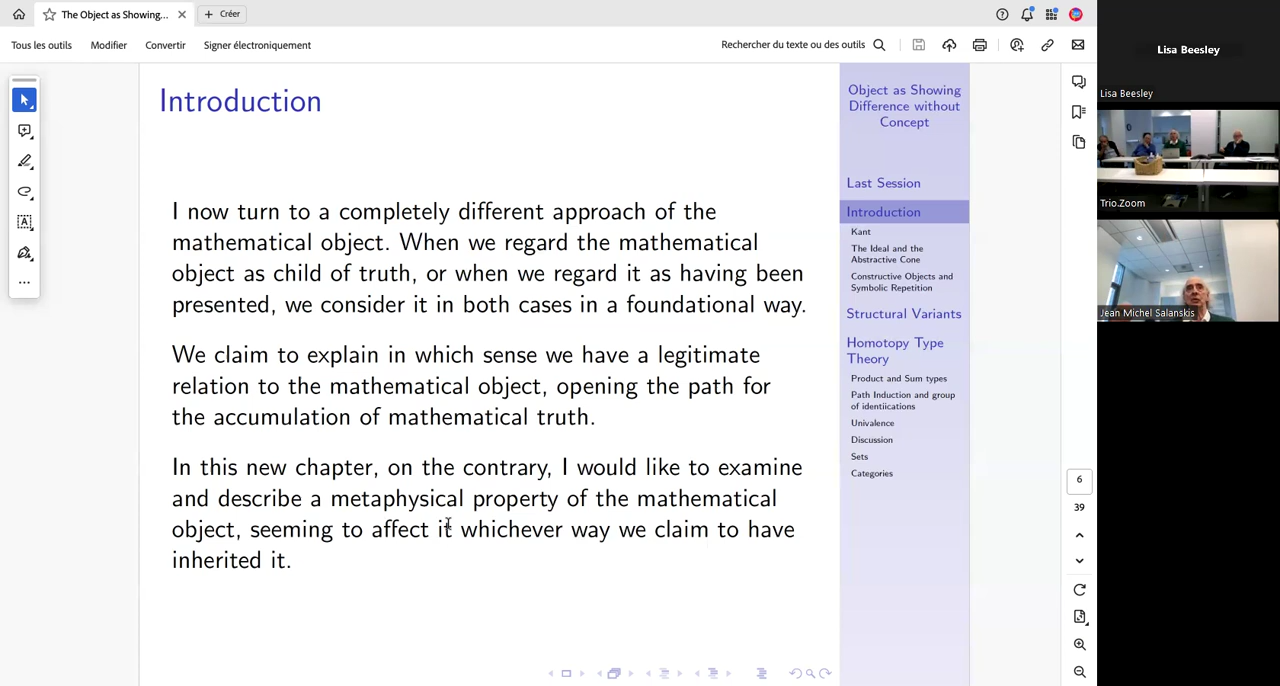 The Object as Showing...
Créer
Tous les outils
Modifier
Convertir
Signer électroniquement
Rechercher du texte ou des outils
Introduction
I now turn to a completely different approach of the
mathematical object. When we regard the mathematical
object as child of truth, or when we regard it as having been
presented, we consider it in both cases in a foundational way.
We claim to explain in which sense we have a legitimate
relation to the mathematical object, opening the path for
the accumulation of mathematical truth.
In this new chapter, on the contrary, I would like to examine
and describe a metaphysical property of the mathematical
object, seeming to affect it whichever way we claim to have
inherited it.
Object as Showing
Difference without
Concept
Last Session
Introduction
Kant
The Ideal and the
Abstractive Cone
Constructive Objects and
Symbolic Repetition
Structural Variants
Homotopy Type
Theory
Product and Sum types
Path Induction and group
of identiications
Univalence
Discussion
Sets
Categories
6
39
Lisa Beesley
Lisa Beesley
Trio.Zoom
Jean Michel Salanskis